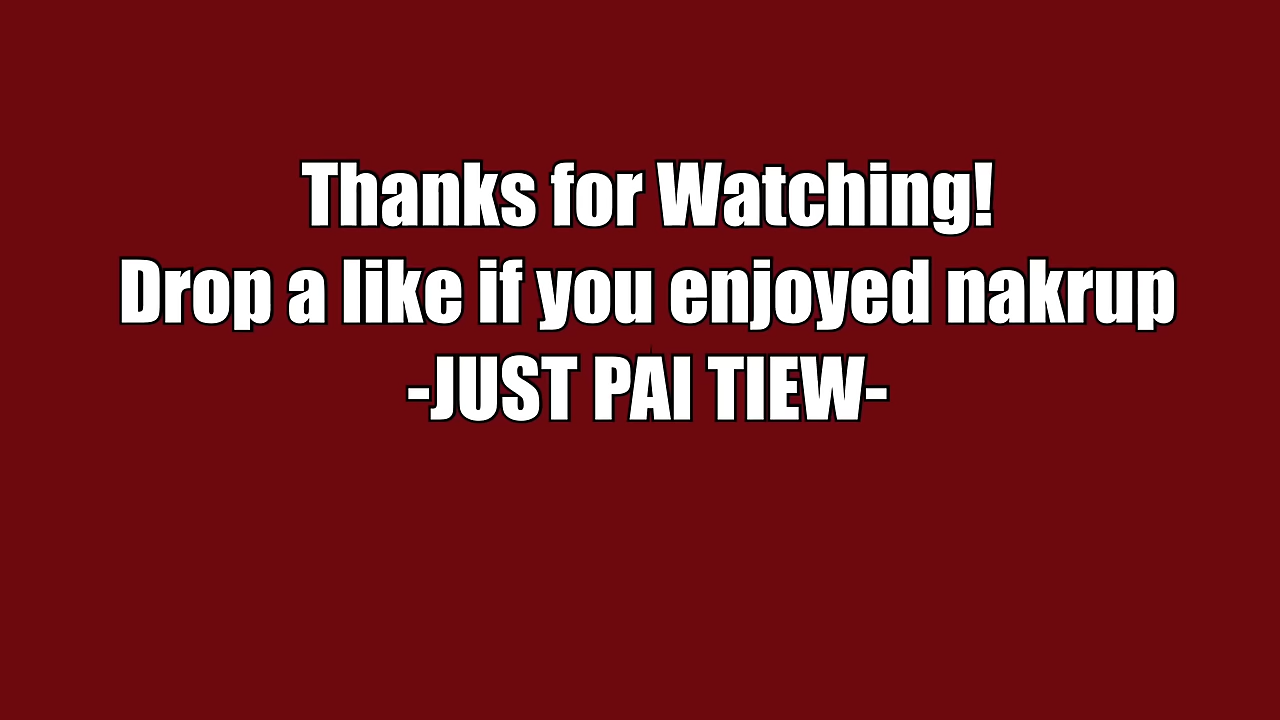 Thanks for Watching!
Drop a like if you enjoyed nakrup
-JUST PAI TIEW-